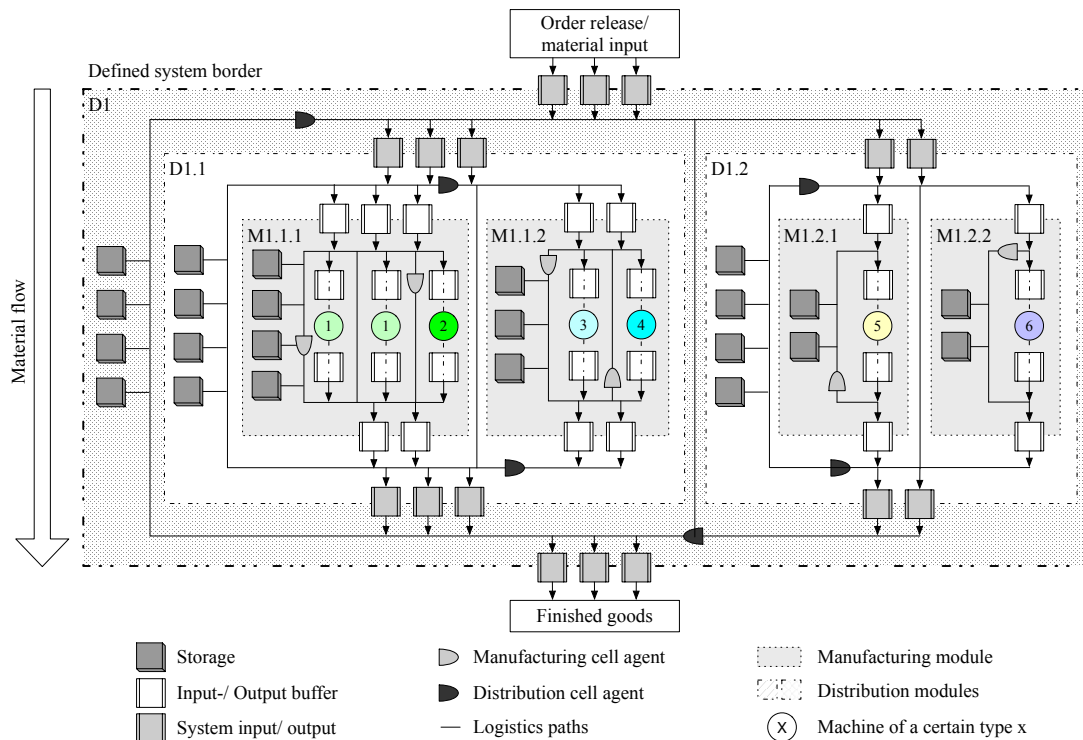 Order release/
material input
Defined system border
D1
D1.1
D1.2
M1.1.1
M1.1.2
M1.2.1
M1.2.2
1
1
2
3
4
5
6
Material flow
Finished goods
Storage
Manufacturing cell agent
Manufacturing module
Input-/ Output buffer
Distribution cell agent
Distribution modules
System input/ output
Logistics paths
X
Machine of a certain type x